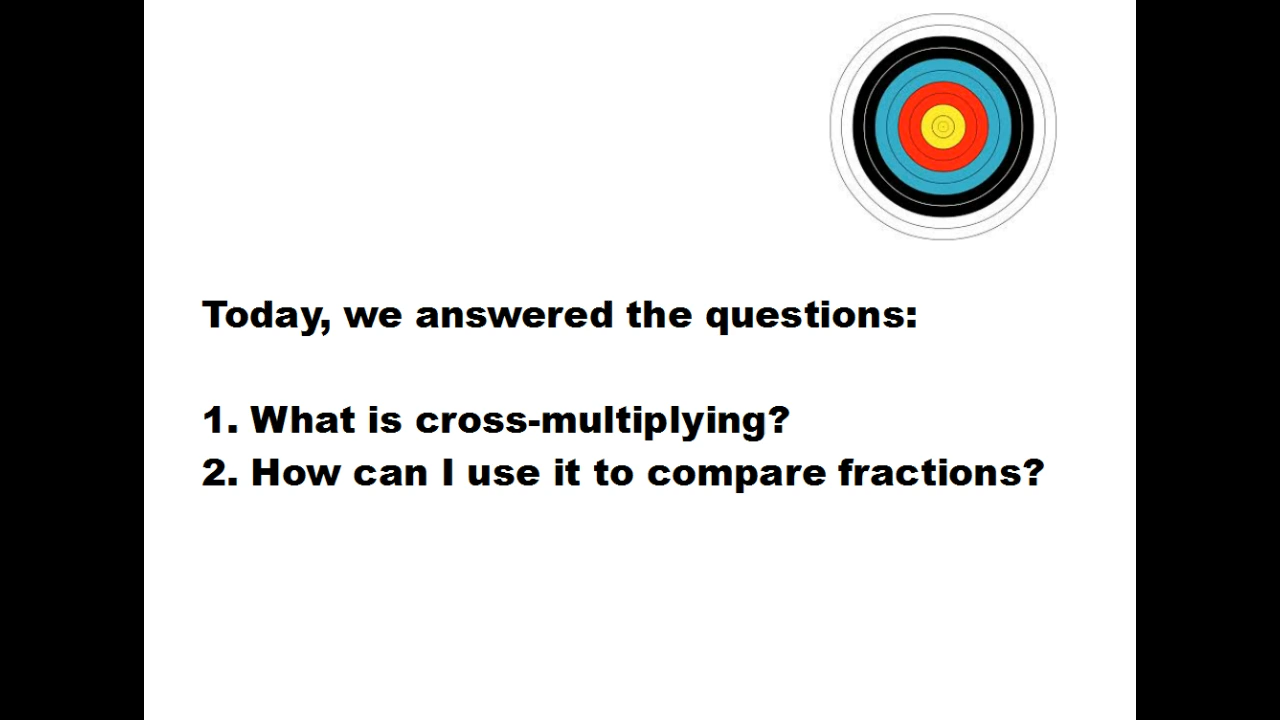 Today, we answered the questions:
1. What is cross-multiplying?
2. How can I use it to compare fractions?